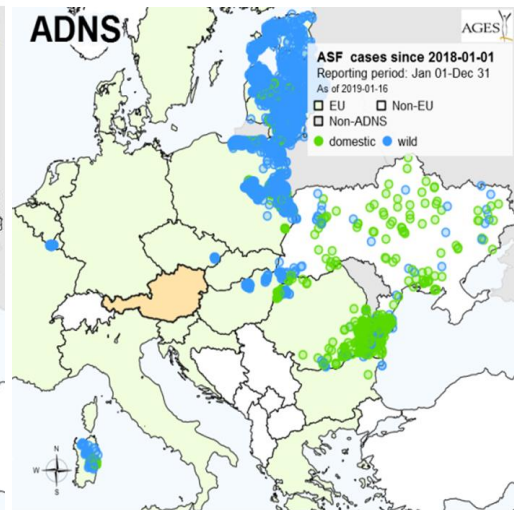 ADNS
AGES
ASF cases since 2018-01-01
Reporting period: Jan 01-Dec 31
As of 2019-01-16
EU Non-EU
Non-ADNS
domestic wild
N
W E
S